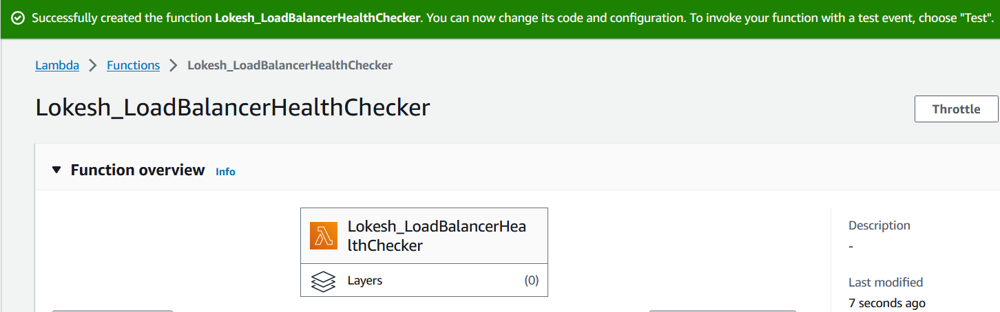 Successfully created the function Lokesh_LoadBalancerHealthChecker. You can now change its code and configuration. To invoke your function with a test event, choose "Test".
Lambda > Functions > Lokesh_LoadBalancerHealthChecker
Lokesh_LoadBalancerHealthChecker
Throttle
Function overview Info
Lokesh_LoadBalancerHea
lthChecker
Layers (0)
Description
-
Last modified
7 seconds ago